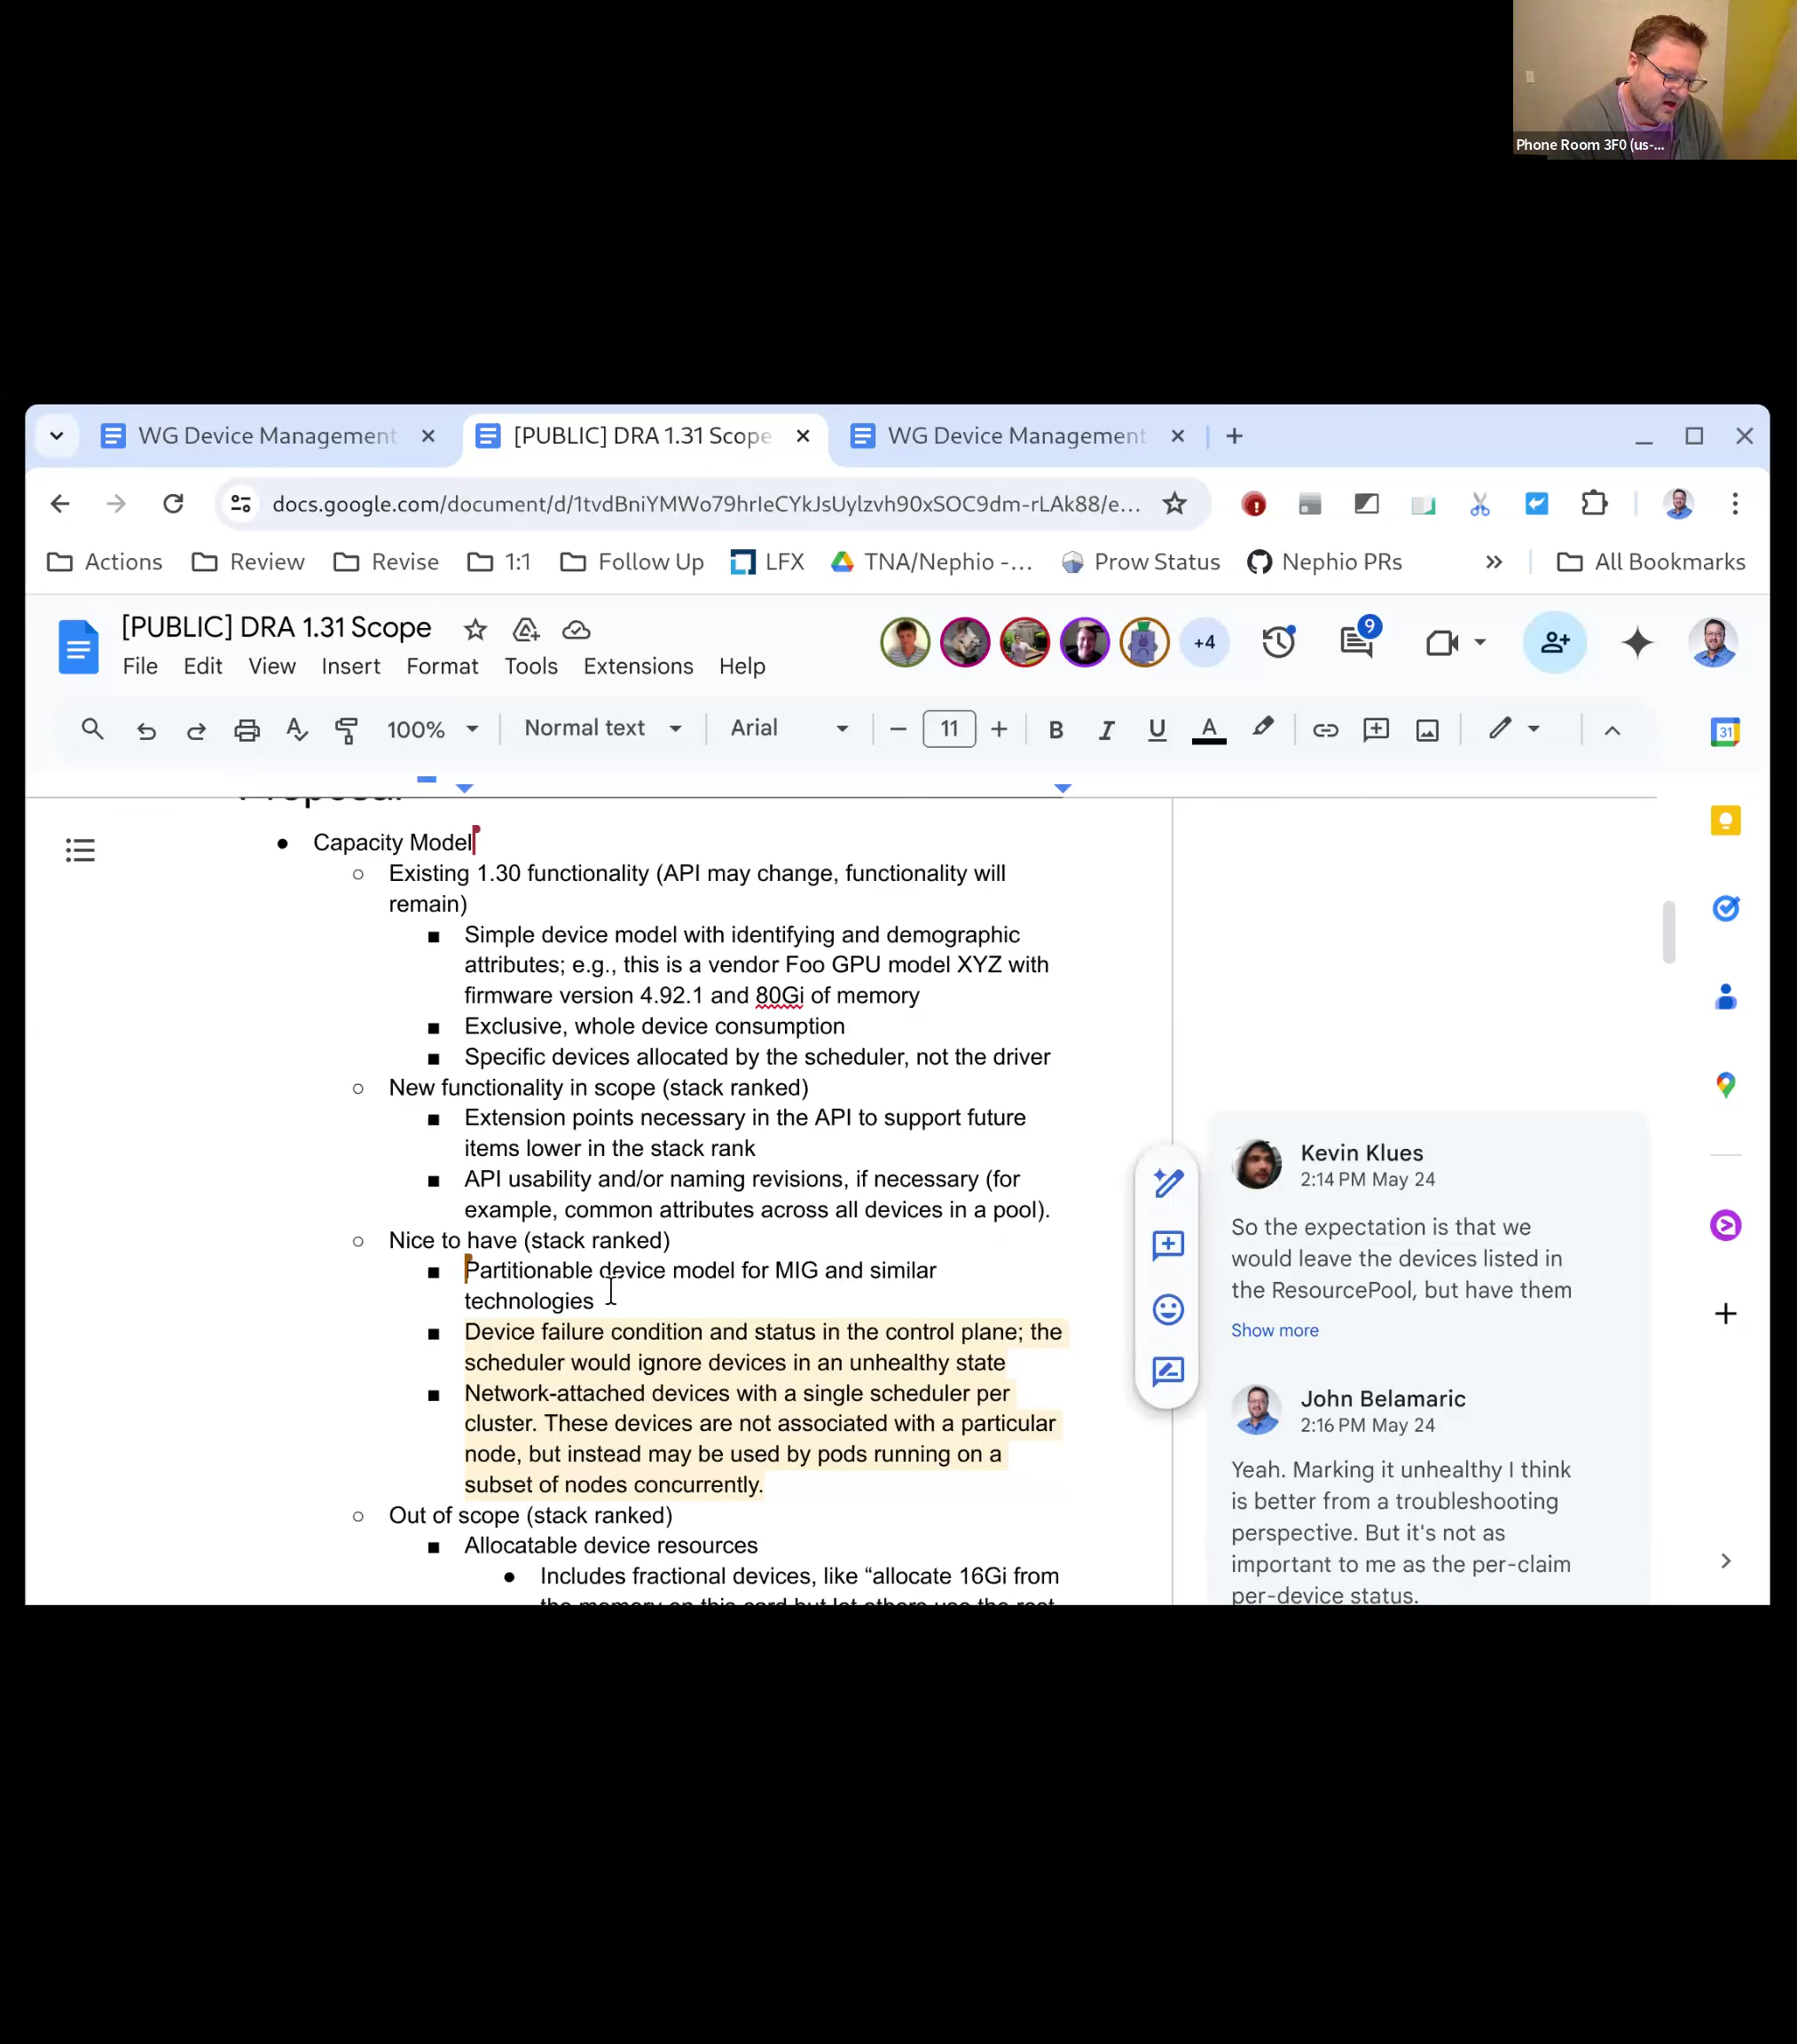 Phone Room 3F0 (us-...
WG Device Management
[PUBLIC] DRA 1.31 Scope
WG Device Management
docs.google.com/document/d/1tvdBniYMWo79hrIeCYkJsUylzvh90xSOC9dm-rLAk88/e...
Actions Review Revise 1:1 Follow Up LFX TNA/Nephio -... Prow Status Nephio PRs All Bookmarks
[PUBLIC] DRA 1.31 Scope
+4
9
File Edit View Insert Format Tools Extensions Help
100% Normal text Arial 11 B I U A
31
Proposal
Capacity Model
Existing 1.30 functionality (API may change, functionality will
remain)
Simple device model with identifying and demographic
attributes; e.g., this is a vendor Foo GPU model XYZ with
firmware version 4.92.1 and 80Gi of memory
Exclusive, whole device consumption
Specific devices allocated by the scheduler, not the driver
New functionality in scope (stack ranked)
Extension points necessary in the API to support future
items lower in the stack rank
API usability and/or naming revisions, if necessary (for
example, common attributes across all devices in a pool).
Nice to have (stack ranked)
Partitionable device model for MIG and similar
technologies
Device failure condition and status in the control plane; the
scheduler would ignore devices in an unhealthy state
Network-attached devices with a single scheduler per
cluster. These devices are not associated with a particular
node, but instead may be used by pods running on a
subset of nodes concurrently.
Out of scope (stack ranked)
Allocatable device resources
Includes fractional devices, like “allocate 16Gi from
the memory on this card but let others use the rest
Kevin Klues
2:14 PM May 24
So the expectation is that we
would leave the devices listed in
the ResourcePool, but have them
Show more
John Belamaric
2:16 PM May 24
Yeah. Marking it unhealthy I think
is better from a troubleshooting
perspective. But it's not as
important to me as the per-claim
per-device status.